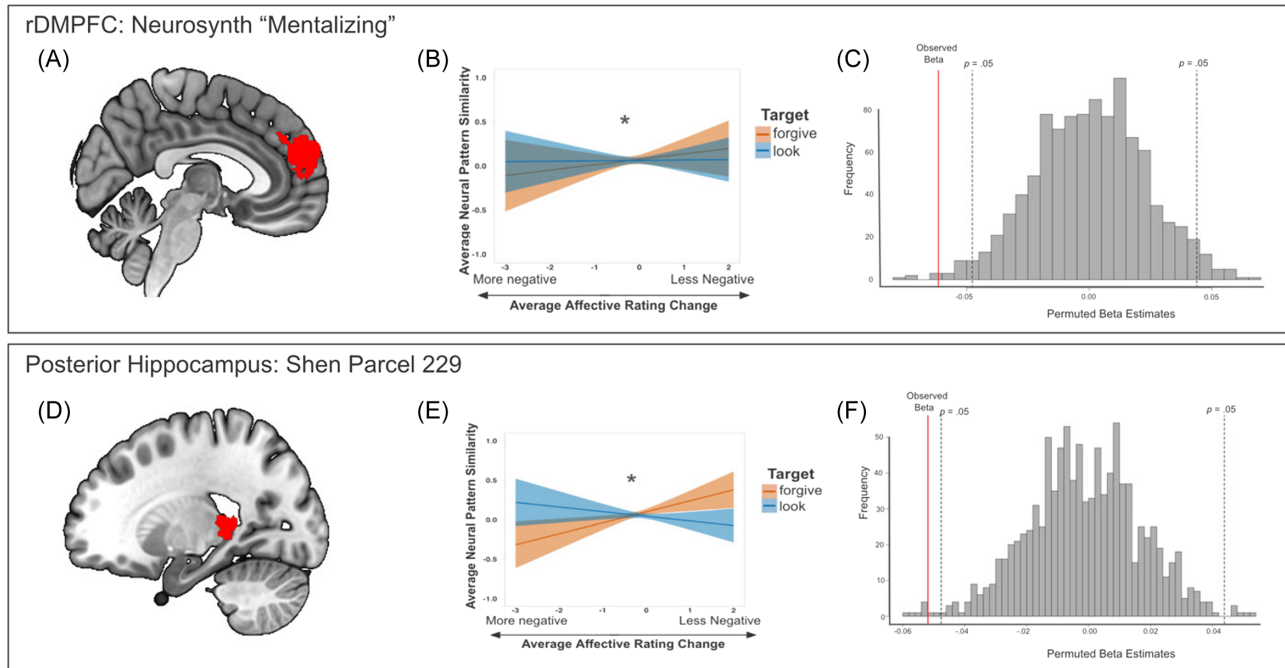 rDMPFC: Neurosynth “Mentalizing”
(A)
(B)
Average Neural Pattern Similarity
1.0
0.5
0.0
-0.5
-1.0
*
-3
-2
-1
0
1
2
More negative
Less Negative
Average Affective Rating Change
Target
forgive
look
(C)
Observed
Beta
p = .05
p = .05
Frequency
80
60
40
20
0
-0.05
0.00
0.05
Permuted Beta Estimates
Posterior Hippocampus: Shen Parcel 229
(D)
(E)
Average Neural Pattern Similarity
1.0
0.5
0.0
-0.5
-1.0
*
-3
-2
-1
0
1
2
More negative
Less Negative
Average Affective Rating Change
Target
forgive
look
(F)
Observed
Beta
p = .05
p = .05
Frequency
50
40
30
20
10
0
-0.06
-.04
-.02
0.00
0.02
0.04
Permuted Beta Estimates